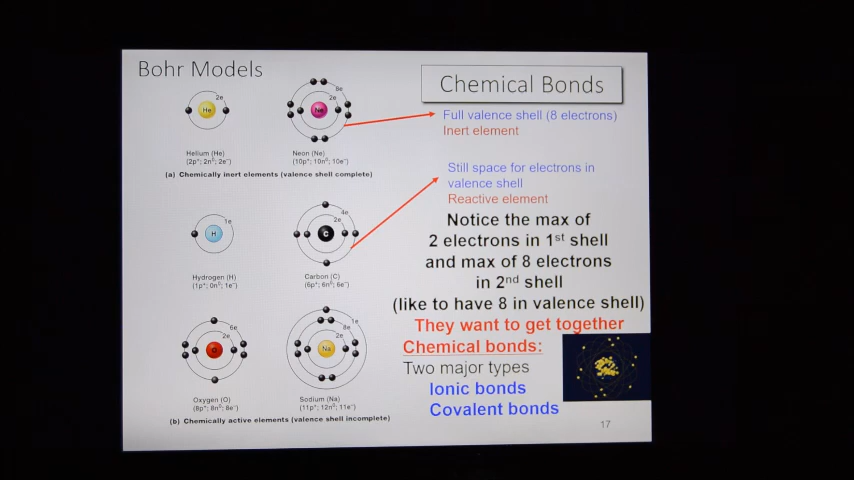 Bohr Models
Chemical Bonds
He
2e
Ne
8e
2e
Helium (He)
(2p⁺; 2n⁰; 2e⁻)
Neon (Ne)
(10p⁺; 10n⁰; 10e⁻)
(a) Chemically inert elements (valence shell complete)
Full valence shell (8 electrons)
Inert element
Still space for electrons in
valence shell
Reactive element
H
1e
C
4e
2e
Hydrogen (H)
(1p⁺; 0n⁰; 1e⁻)
Carbon (C)
(6p⁺; 6n⁰; 6e⁻)
Notice the max of
2 electrons in 1st shell
and max of 8 electrons
in 2nd shell
(like to have 8 in valence shell)
They want to get together
Chemical bonds:
Two major types
Ionic bonds
Covalent bonds
O
6e
2e
Na
1e
8e
2e
Oxygen (O)
(8p⁺; 8n⁰; 8e⁻)
Sodium (Na)
(11p⁺; 12n⁰; 11e⁻)
(b) Chemically active elements (valence shell incomplete)
17